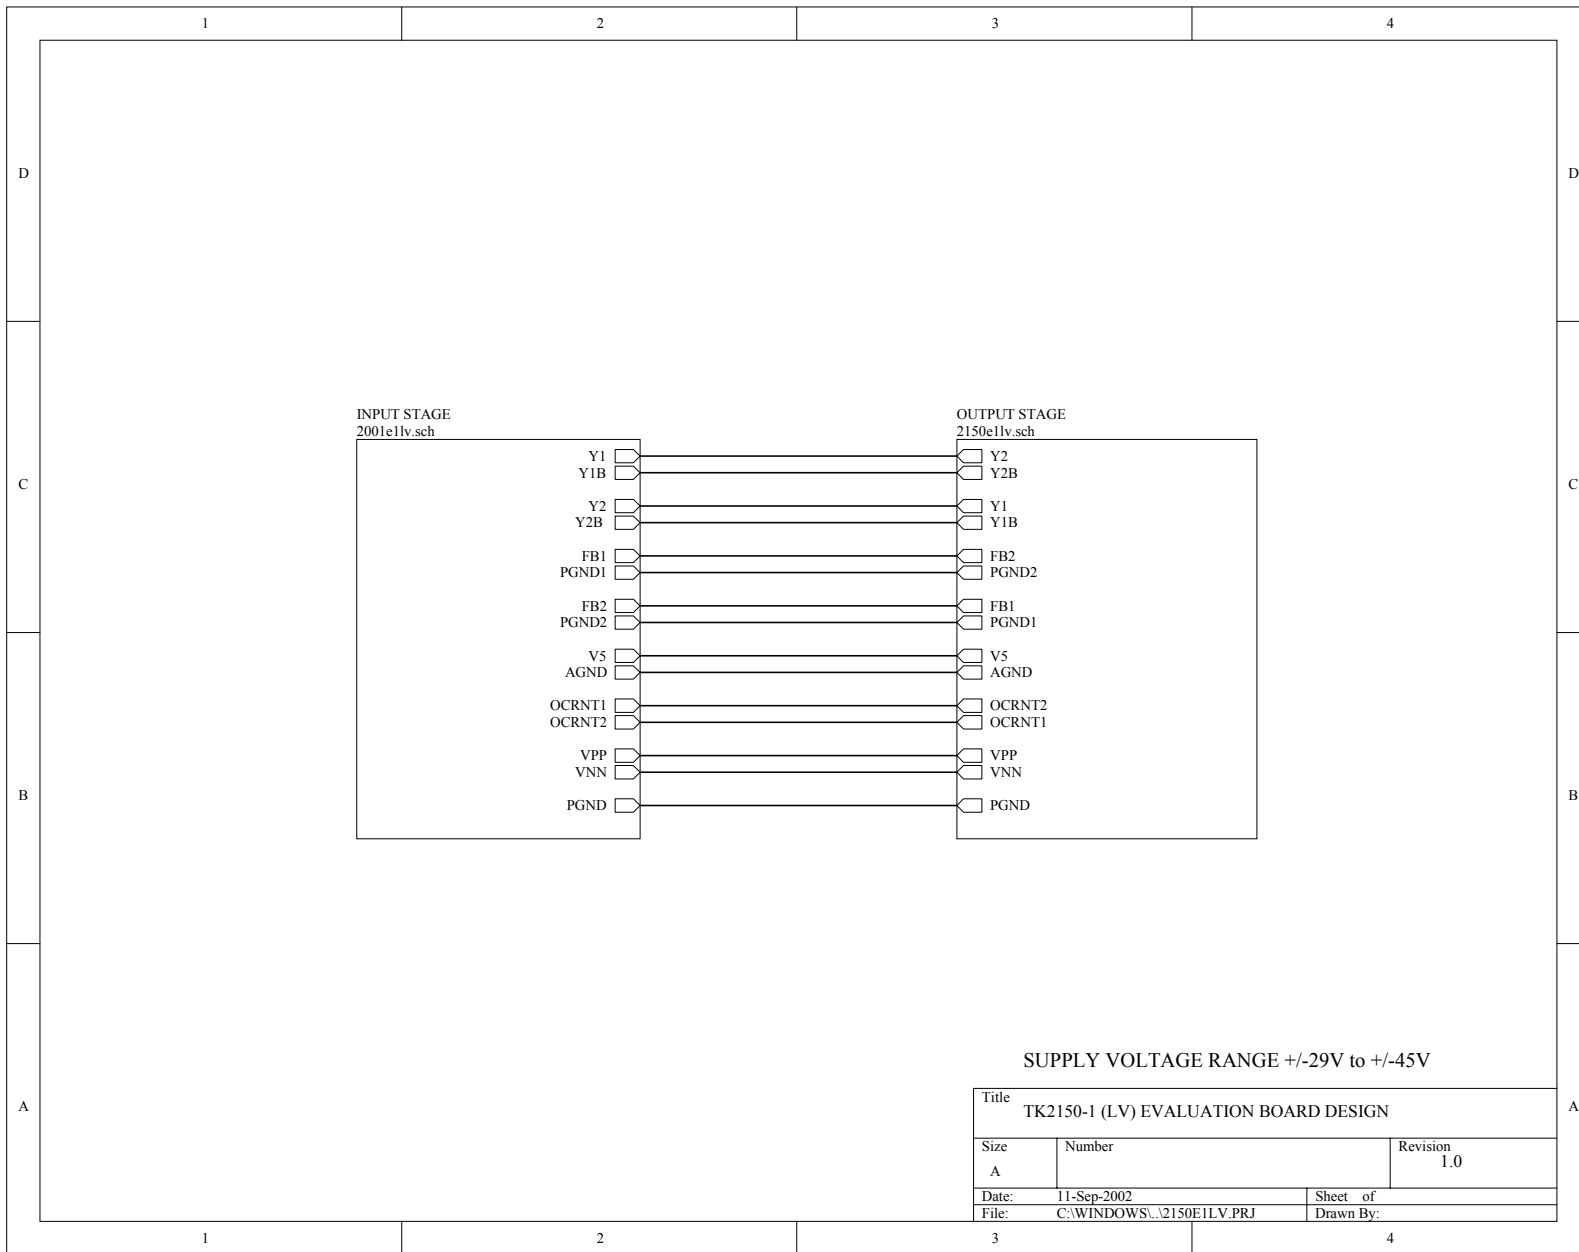 1 2 3 4
D D
INPUT STAGE OUTPUT STAGE
2001e1lv.sch 2150e1lv.sch
Y1 Y2
Y1B Y2B
C C
Y2 Y1
Y2B Y1B
FB1 FB2
PGND1 PGND2
FB2 FB1
PGND2 PGND1
V5 V5
AGND AGND
OCRNT1 OCRNT2
OCRNT2 OCRNT1
VPP VPP
VNN VNN
B B
PGND PGND
SUPPLY VOLTAGE RANGE +/-29V to +/-45V
A A
Title
TK2150-1 (LV) EVALUATION BOARD DESIGN
Size Number Revision
A 1.0
Date: 11-Sep-2002 Sheet of
File: C:\WINDOWS\..\2150E1LV.PRJ Drawn By:
1 2 3 4